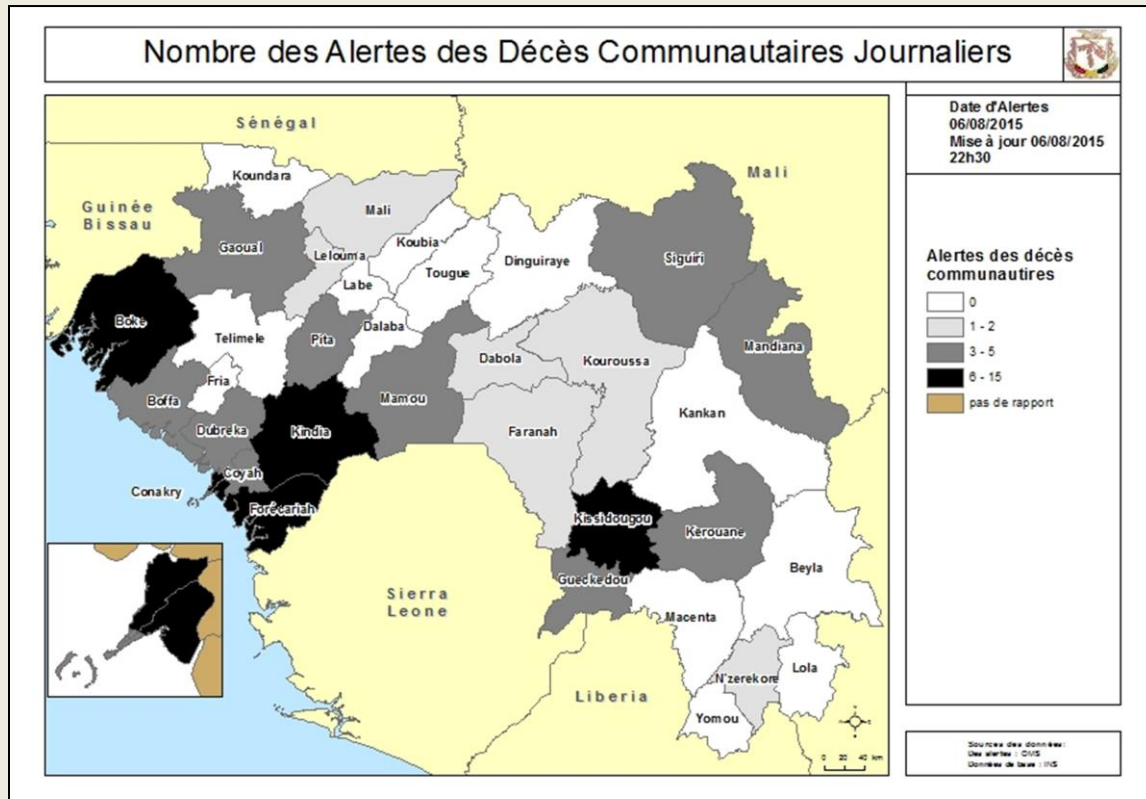 Nombre des Alertes des Décès Communautaires Journaliers
Date d'Alertes
06/08/2015
Mise à jour 06/08/2015
22h30
Alertes des décès
communautires
0
1 - 2
3 - 5
6 - 15
pas de rapport
Sénégal
Mali
Guinée
Bissau
Koundara
Mali
Gaoual
Lelouma
Koubia
Labe
Tougue
Dinguiraye
Siguiri
Boke
Telimele
Pita
Dalaba
Dabola
Kouroussa
Mandiana
Fria
Boffa
Mamou
Kankan
Dubreka
Kindia
Faranah
Coyah
Conakry
Forécariah
Kissidougou
Kerouane
Beyla
Gueckedou
Sierra
Leone
Macenta
N'zerekore
Lola
Liberia
Yomou
0 20 40 km
Sources des données:
Des alertes : OMS
Données de base : INS